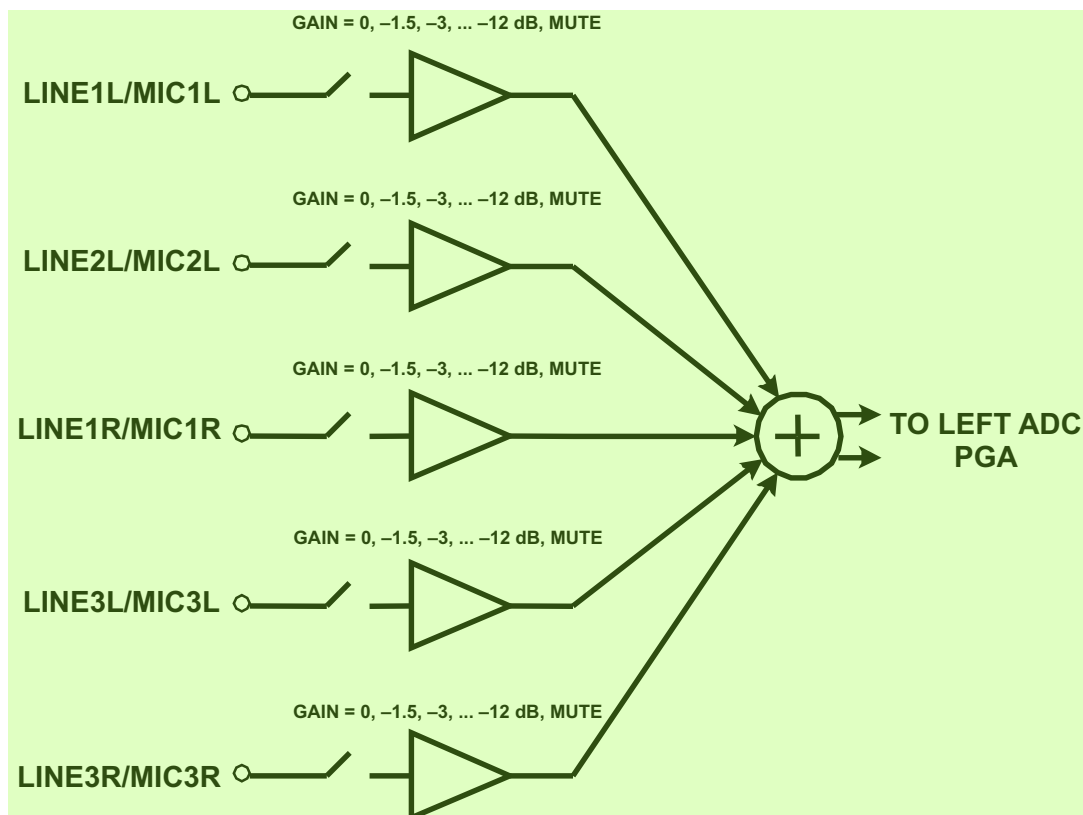 GAIN = 0, –1.5, –3, ... –12 dB, MUTE
LINE1L/MIC1L
GAIN = 0, –1.5, –3, ... –12 dB, MUTE
LINE2L/MIC2L
GAIN = 0, –1.5, –3, ... –12 dB, MUTE
LINE1R/MIC1R
TO LEFT ADC
PGA
GAIN = 0, –1.5, –3, ... –12 dB, MUTE
LINE3L/MIC3L
GAIN = 0, –1.5, –3, ... –12 dB, MUTE
LINE3R/MIC3R